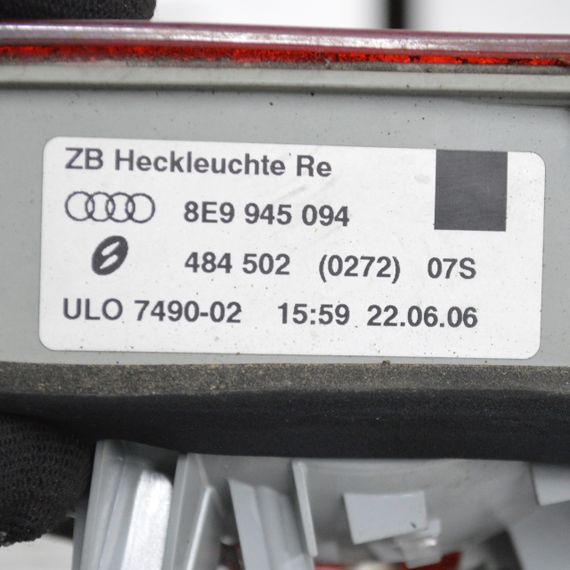 ZB Heckleuchte Re
8E9 945 094
484 502 (0272) 07S
ULO 7490-02 15:59 22.06.06